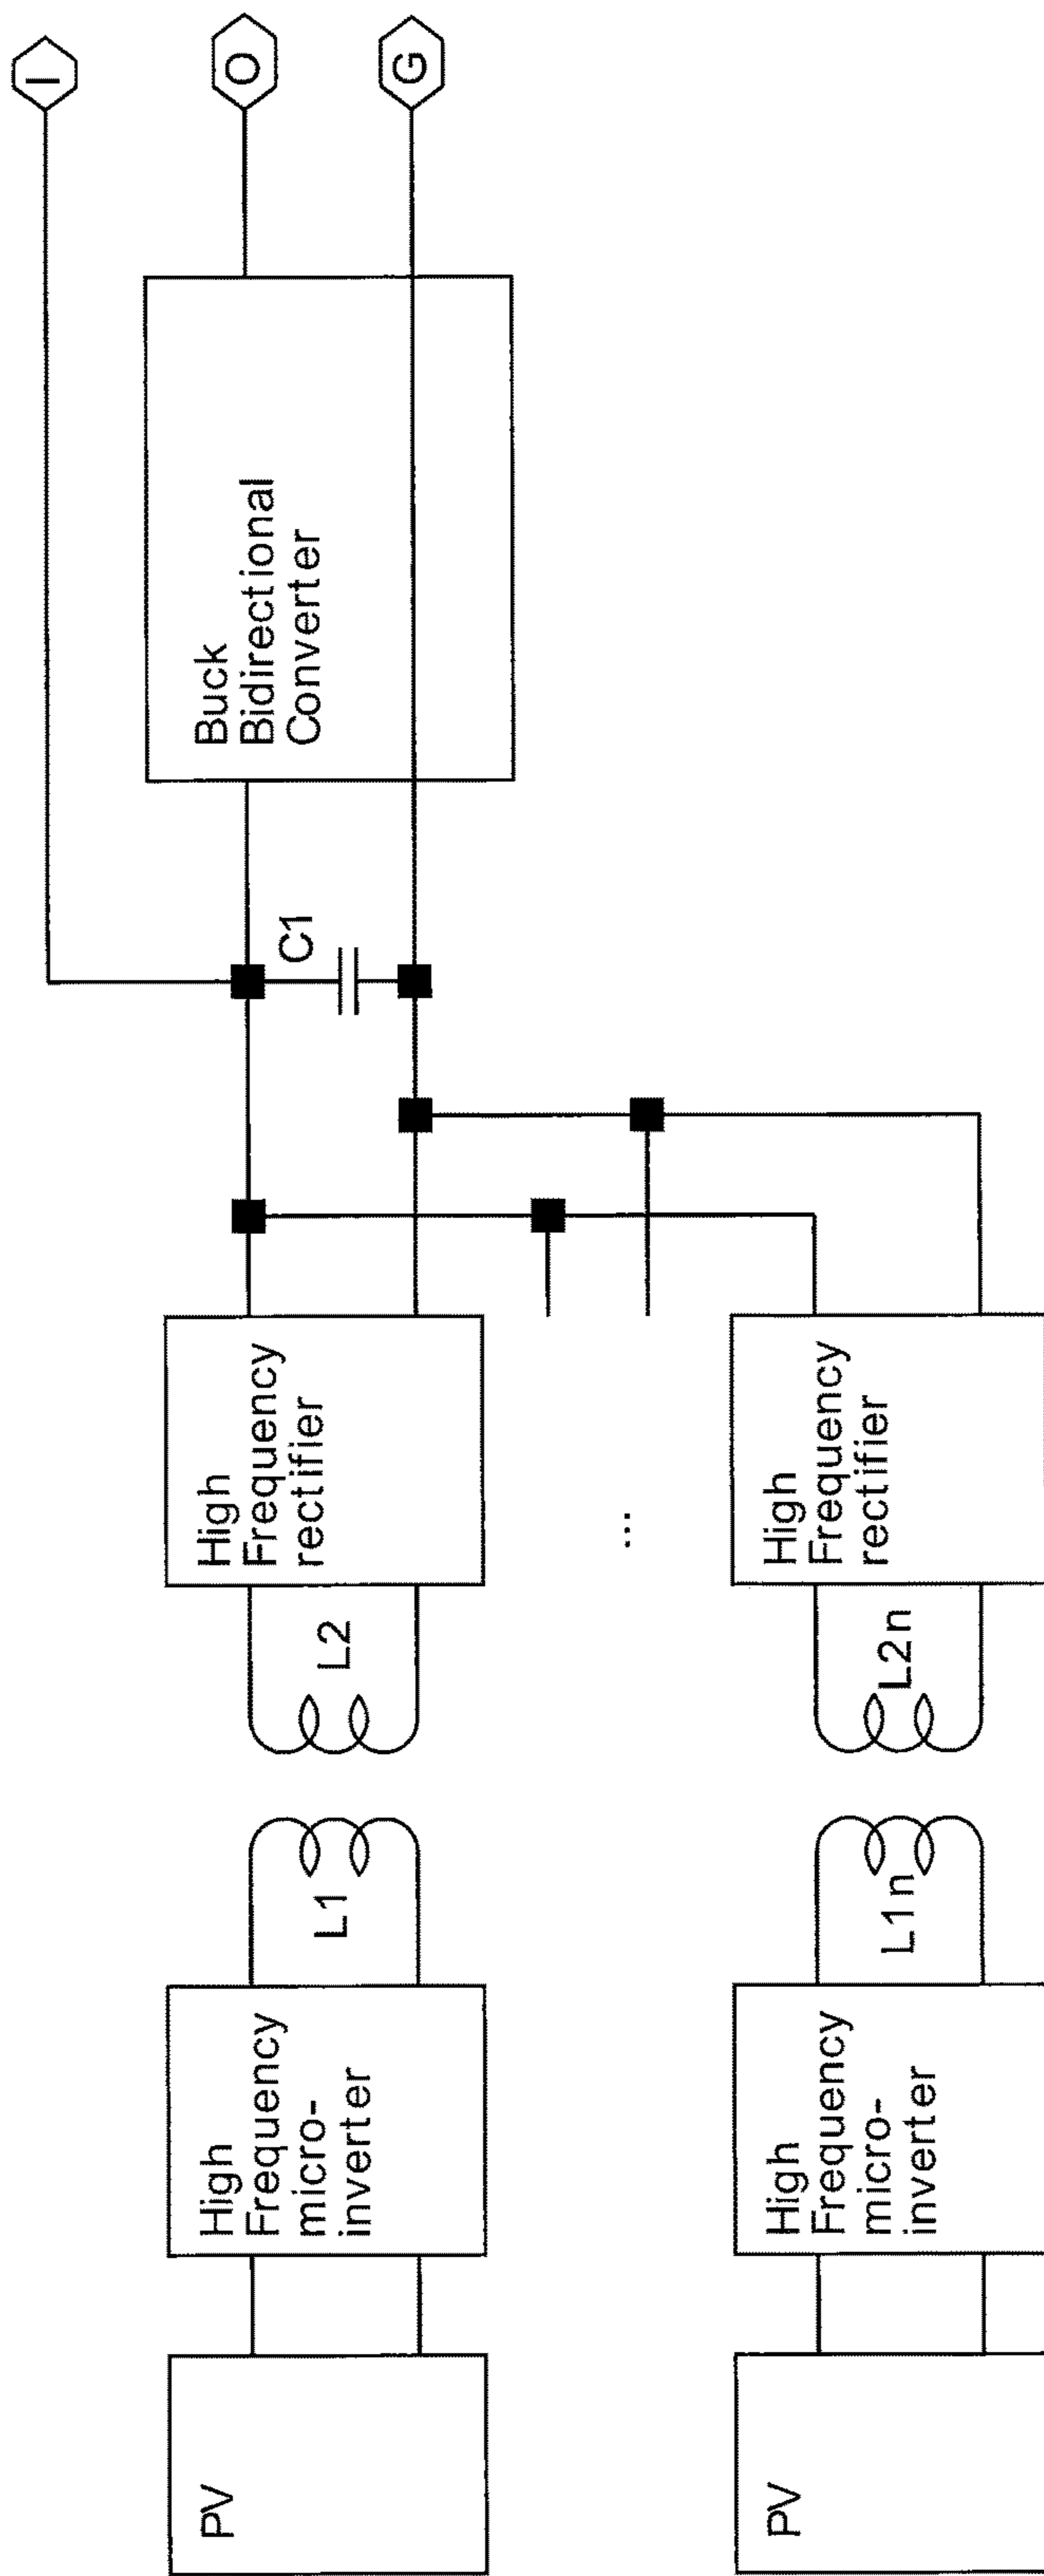 I
O
G
Buck
Bidirectional
Converter
C1
High
Frequency
rectifier
L2
L1
High
Frequency
micro-
inverter
PV
...
High
Frequency
rectifier
L2n
L1n
High
Frequency
micro-
inverter
PV